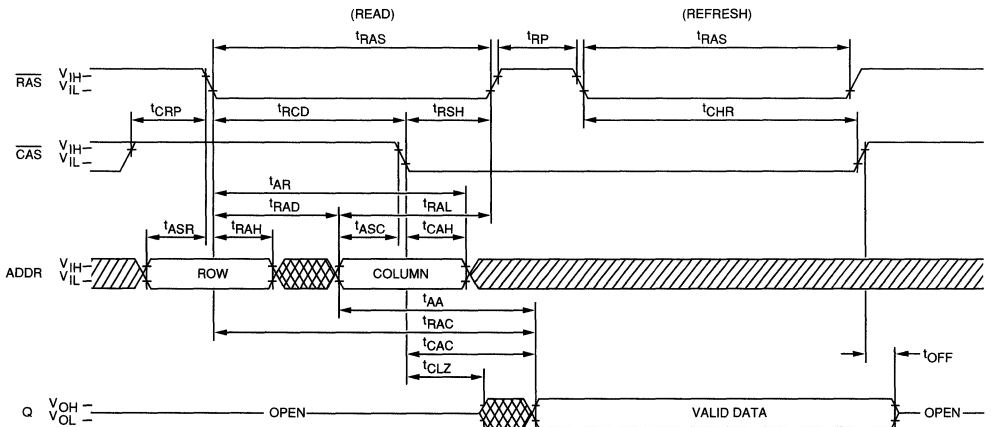 (READ) (REFRESH)
tRAS tRP tRAS
RAS VIH VIL
tCRP tRCD tRSH tCHR
CAS VIH VIL
tAR
tRAD tRAL
tASR tRAH tASC tCAH
ADDR VIH VIL ROW COLUMN
tAA
tRAC
tCAC
tOFF
tCLZ
Q VOH VOL OPEN VALID DATA OPEN